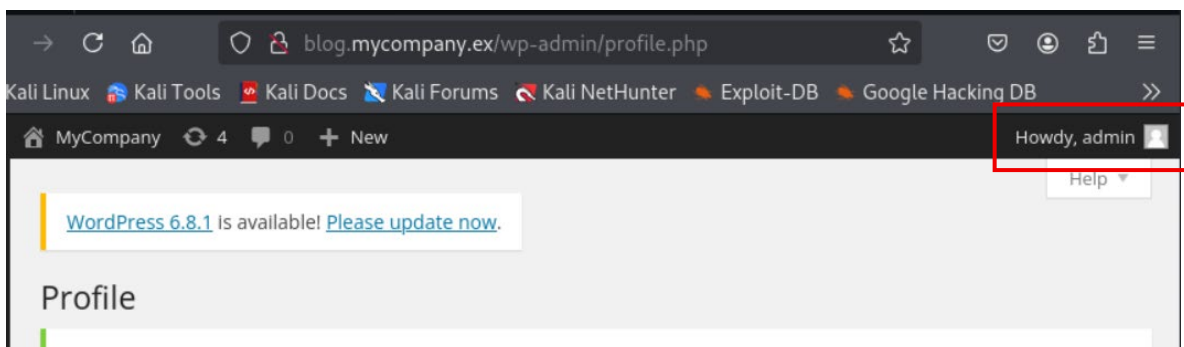 blog.mycompany.ex/wp-admin/profile.php
Kali Linux Kali Tools Kali Docs Kali Forums Kali NetHunter Exploit-DB Google Hacking DB
MyCompany 4 0 + New Howdy, admin
Help
WordPress 6.8.1 is available! Please update now.
Profile